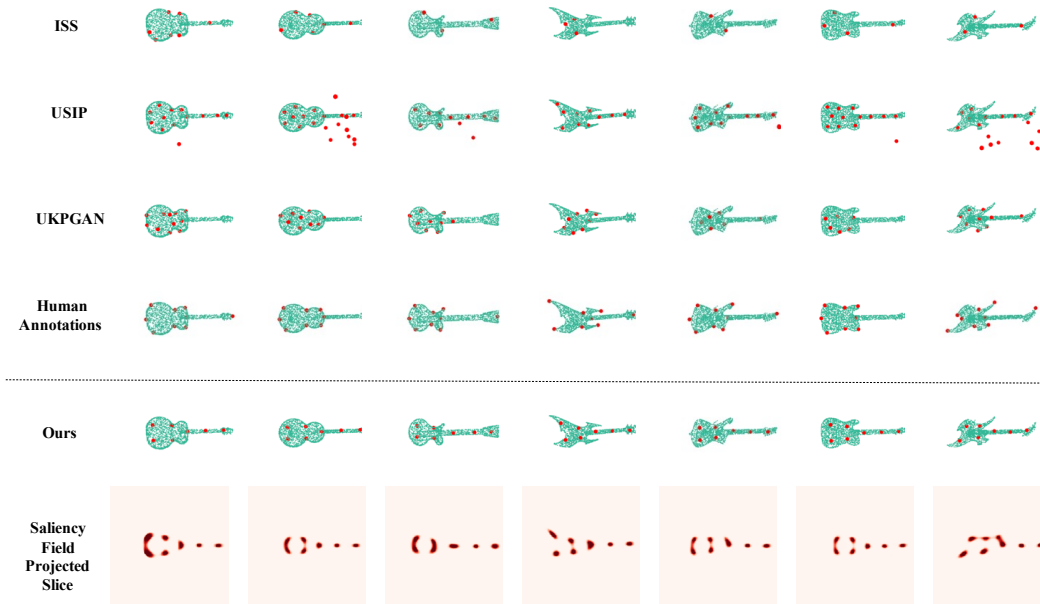 ISS
USIP
UKPGAN
Human
Annotations
Ours
Saliency
Field
Projected
Slice